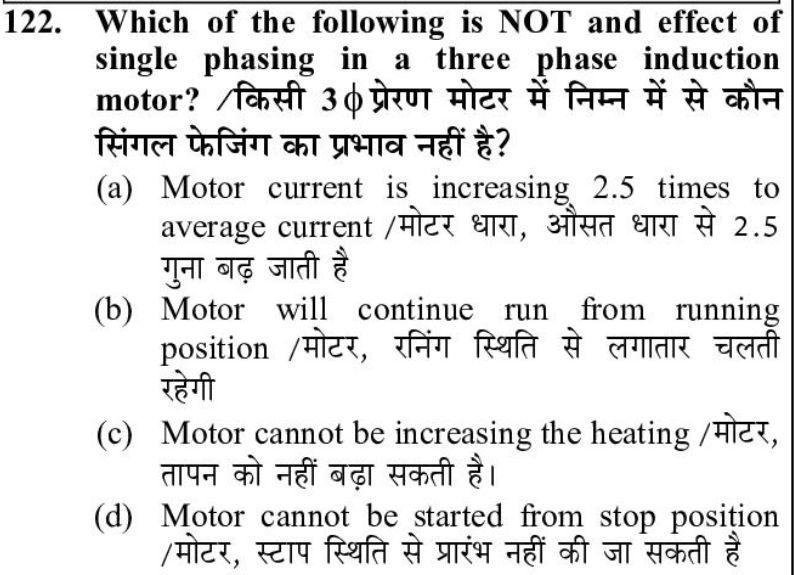 122. Which of the following is NOT and effect of
single phasing in a three phase induction
motor? /किसी 3ϕ प्रेरण मोटर में निम्न में से कौन
सिंगल फेजिंग का प्रभाव नहीं है?
(a) Motor current is increasing 2.5 times to
average current /मोटर धारा, औसत धारा से 2.5
गुना बढ़ जाती है
(b) Motor will continue run from running
position /मोटर, रनिंग स्थिति से लगातार चलती
रहेगी
(c) Motor cannot be increasing the heating /मोटर,
तापन को नहीं बढ़ा सकती है।
(d) Motor cannot be started from stop position
/मोटर, स्टाप स्थिति से प्रारंभ नहीं की जा सकती है